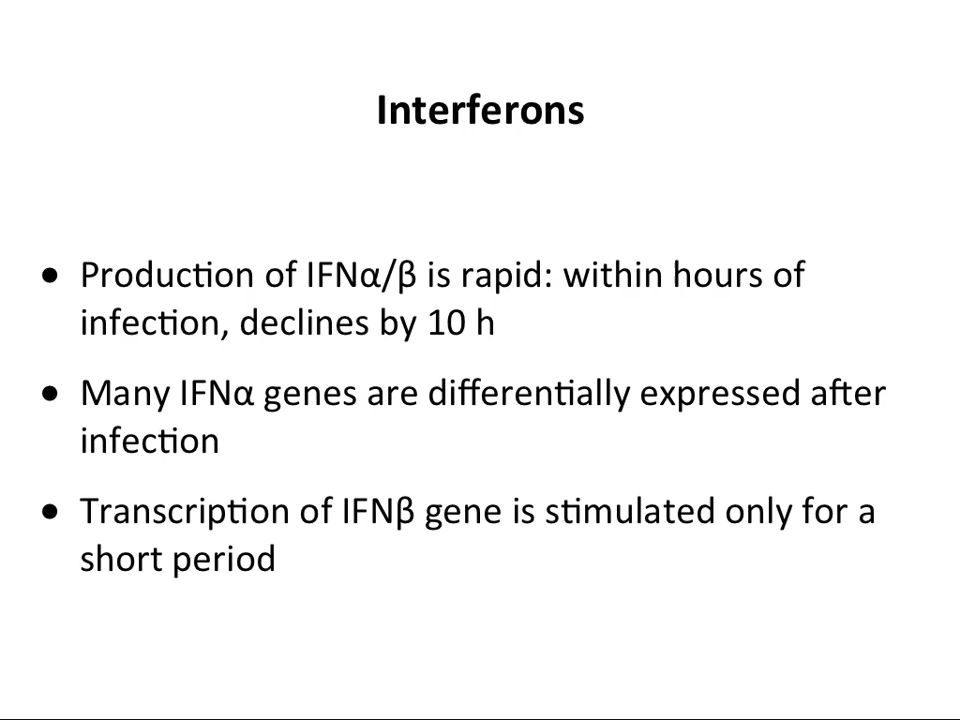 Interferons
• Production of IFNα/β is rapid: within hours of
infection, declines by 10 h
• Many IFNα genes are differentially expressed after
infection
• Transcription of IFNβ gene is stimulated only for a
short period